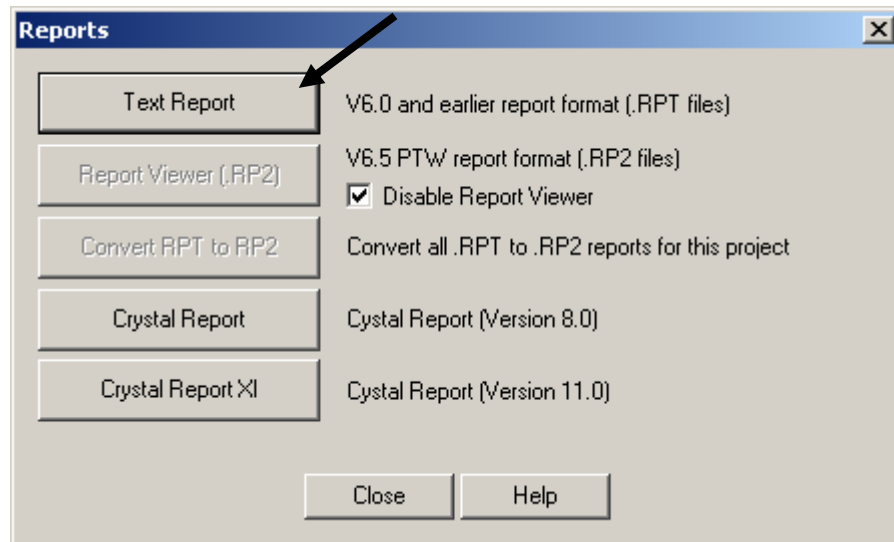 Reports
Text Report
V6.0 and earlier report format (.RPT files)
Report Viewer (.RP2)
V6.5 PTW report format (.RP2 files)
Disable Report Viewer
Convert RPT to RP2
Convert all .RPT to .RP2 reports for this project
Crystal Report
Cystal Report (Version 8.0)
Crystal Report XI
Cystal Report (Version 11.0)
Close
Help